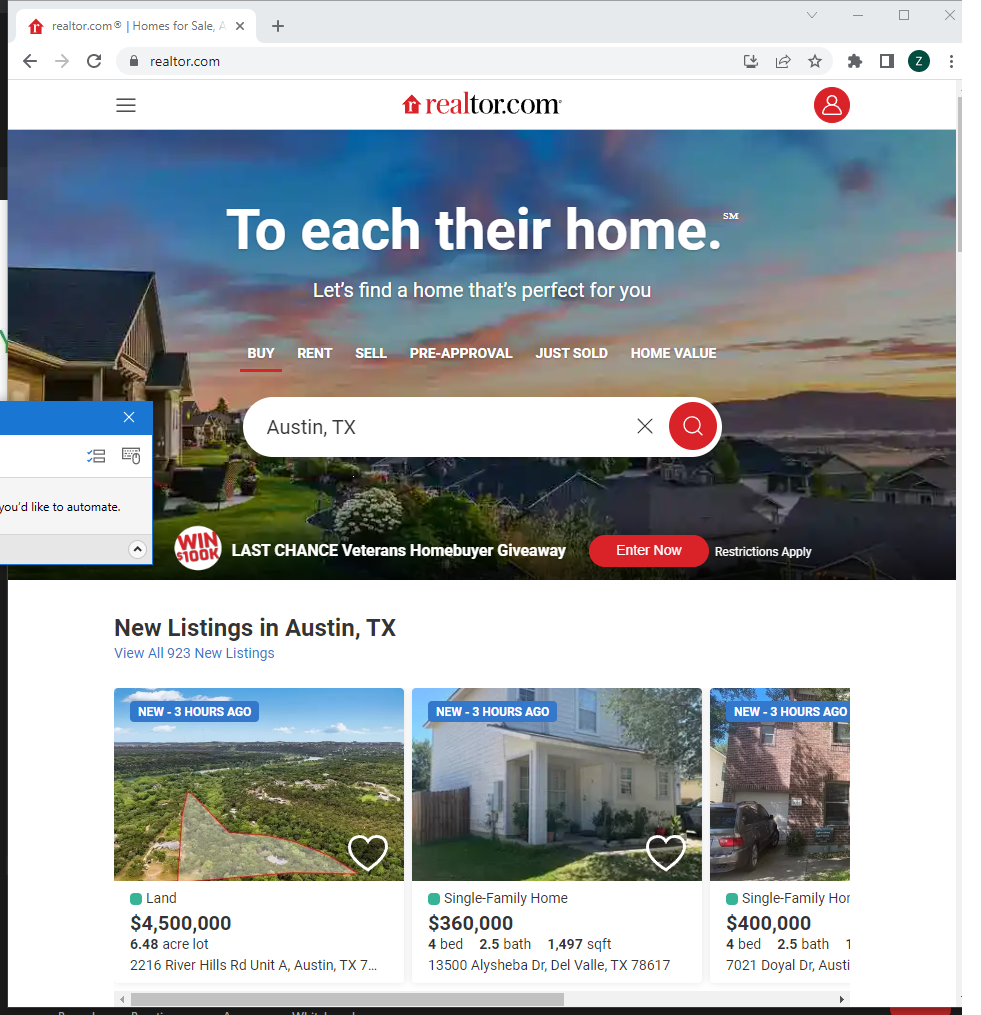 realtor.com® | Homes for Sale, A
realtor.com
Z
realtor.com®
To each their home.℠
Let's find a home that's perfect for you
BUY RENT SELL PRE-APPROVAL JUST SOLD HOME VALUE
Austin, TX
you'd like to automate.
WIN $100K LAST CHANCE Veterans Homebuyer Giveaway Enter Now Restrictions Apply
New Listings in Austin, TX
View All 923 New Listings
NEW - 3 HOURS AGO
Land
$4,500,000
6.48 acre lot
2216 River Hills Rd Unit A, Austin, TX 7...
NEW - 3 HOURS AGO
Single-Family Home
$360,000
4 bed 2.5 bath 1,497 sqft
13500 Alysheba Dr, Del Valle, TX 78617
NEW - 3 HOURS AGO
Single-Family Hor
$400,000
4 bed 2.5 bath 1
7021 Doyal Dr, Austi